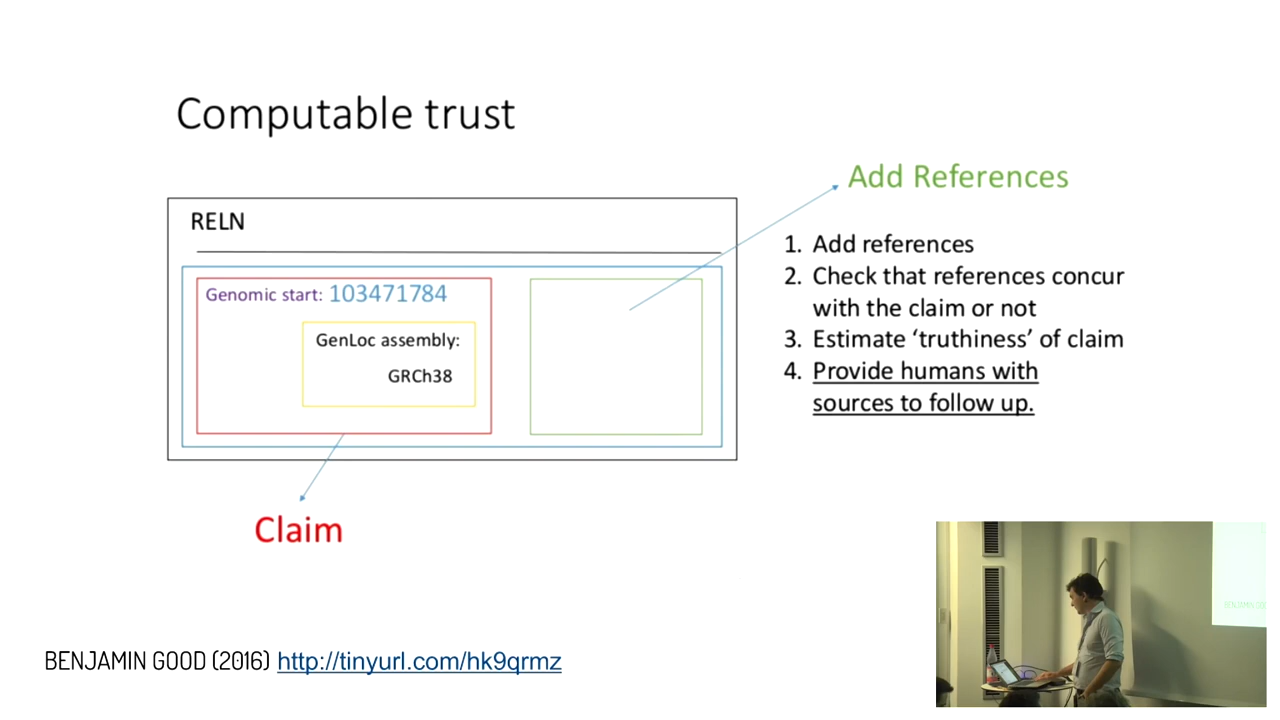 Computable trust
Add References
RELN
Genomic start: 103471784
GenLoc assembly:
GRCh38
Claim
1. Add references
2. Check that references concur
with the claim or not
3. Estimate ‘truthiness’ of claim
4. Provide humans with
sources to follow up.
BENJAMIN GOOD (2016) http://tinyurl.com/hk9qrmz